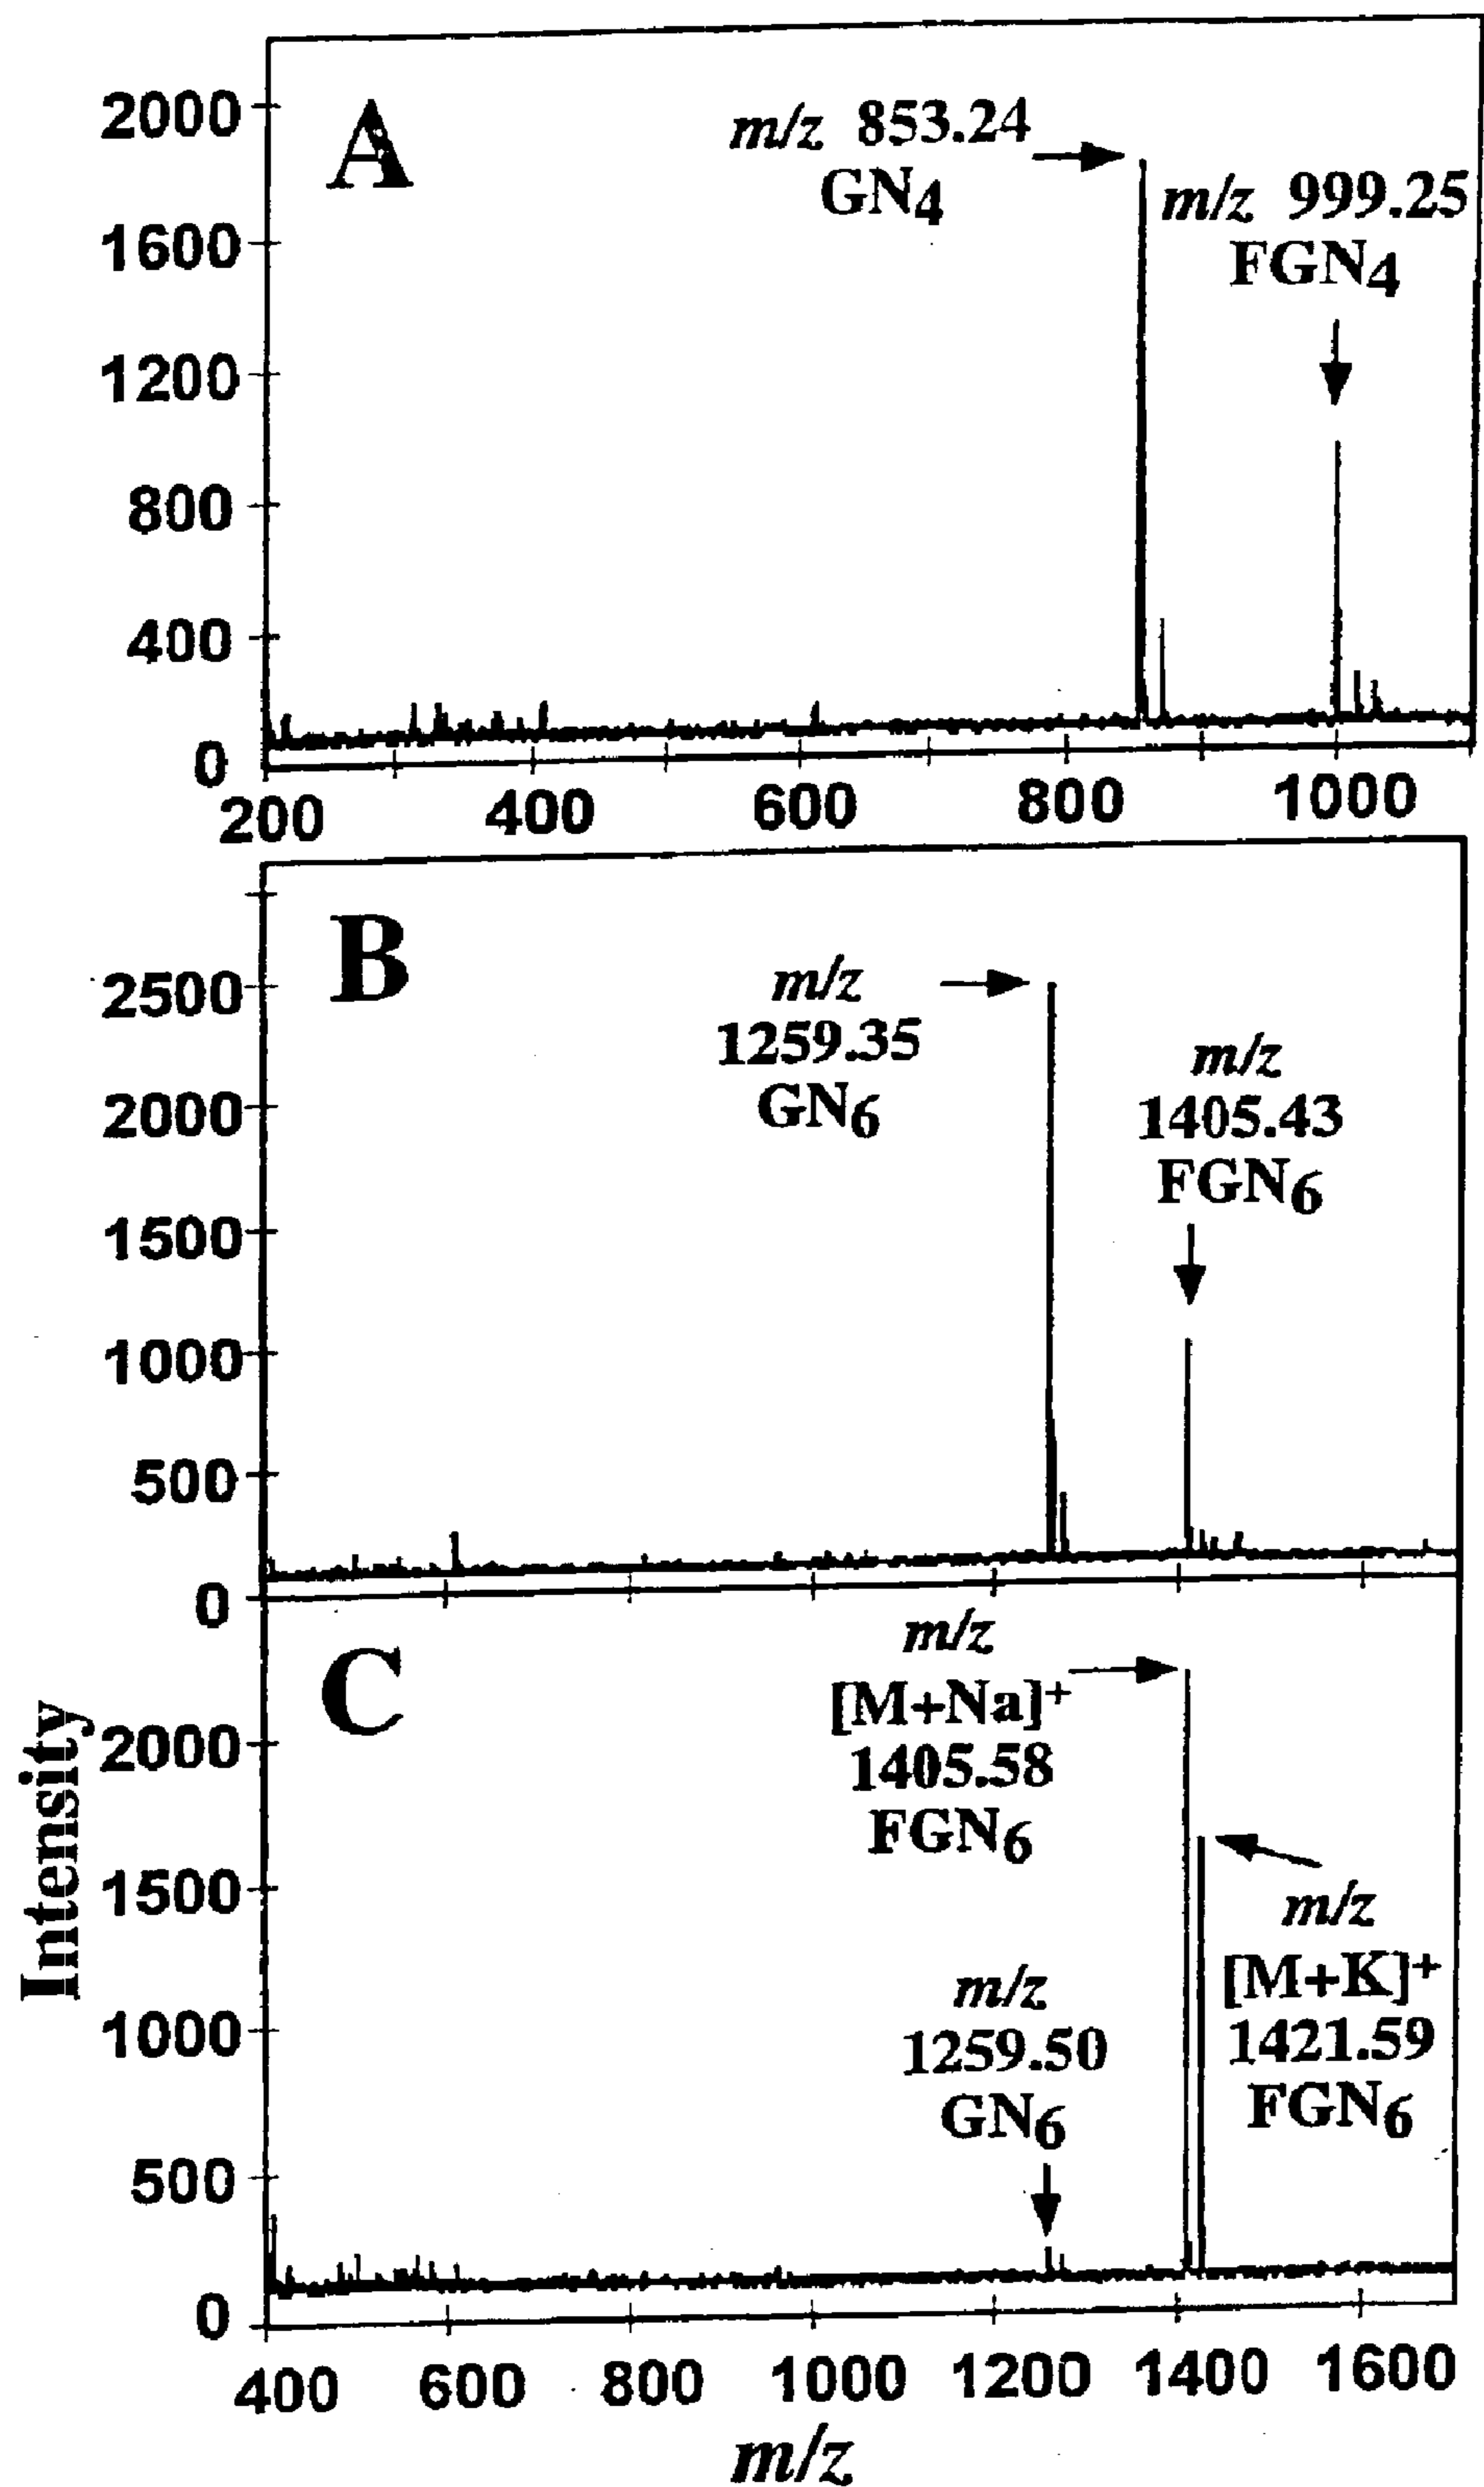 A
2000
1600
1200
800
400
0
m/z 853.24
GN4
m/z 999.25
FGN4
200 400 600 800 1000
B
2500
2000
1500
1000
500
0
m/z
1259.35
GN6
m/z
1405.43
FGN6
C
Intensity
2000
1500
1000
500
0
m/z
[M+Na]+
1405.58
FGN6
m/z
[M+K]+
1421.59
FGN6
m/z
1259.50
GN6
400 600 800 1000 1200 1400 1600
m/z